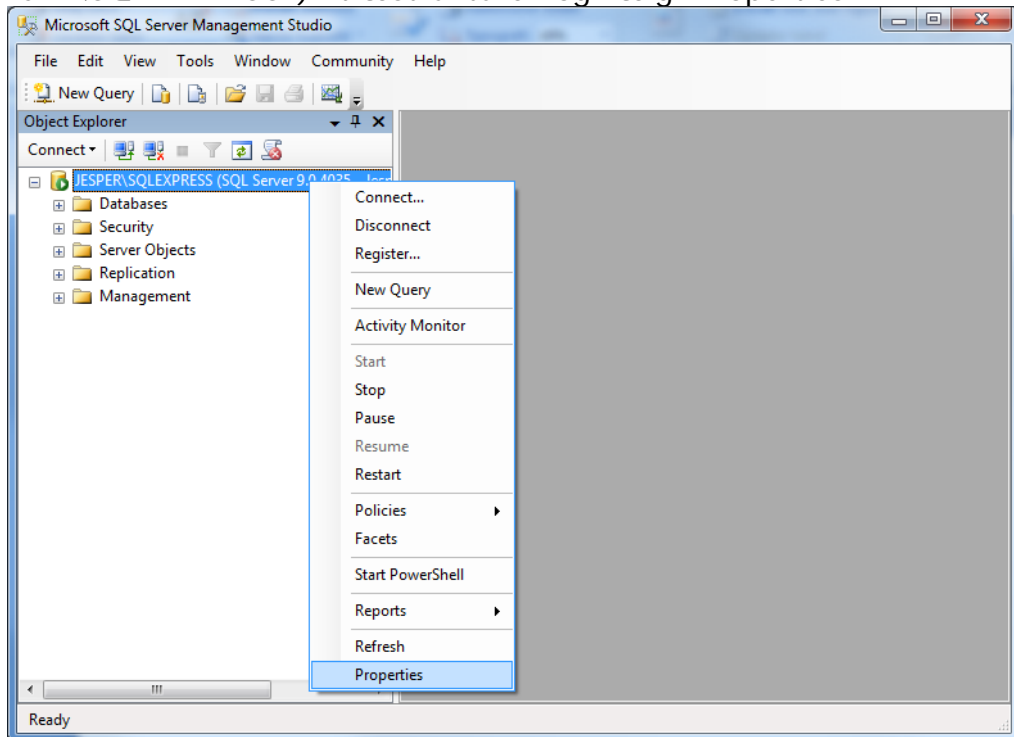 Microsoft SQL Server Management Studio
File Edit View Tools Window Community Help
New Query
Object Explorer
Connect
JESPER\SQLEXPRESS (SQL Server 9.0.4035
Databases
Security
Server Objects
Replication
Management
Connect...
Disconnect
Register...
New Query
Activity Monitor
Start
Stop
Pause
Resume
Restart
Policies
Facets
Start PowerShell
Reports
Refresh
Properties
Ready